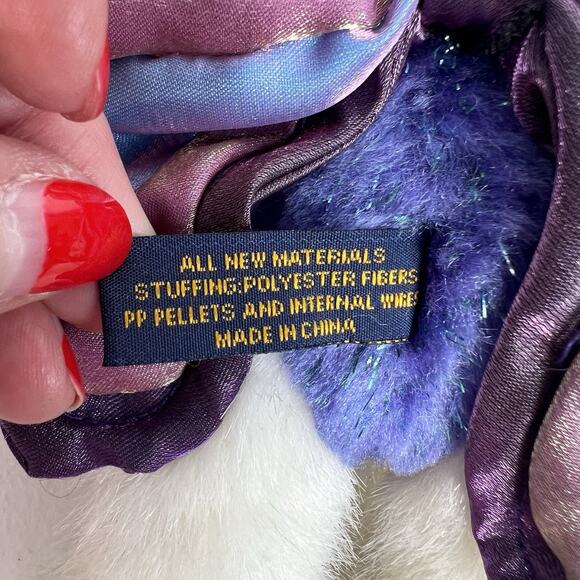 ALL NEW MATERIALS
STUFFING:POLYESTER FIBERS
PP PELLETS AND INTERNAL WIRES
MADE IN CHINA